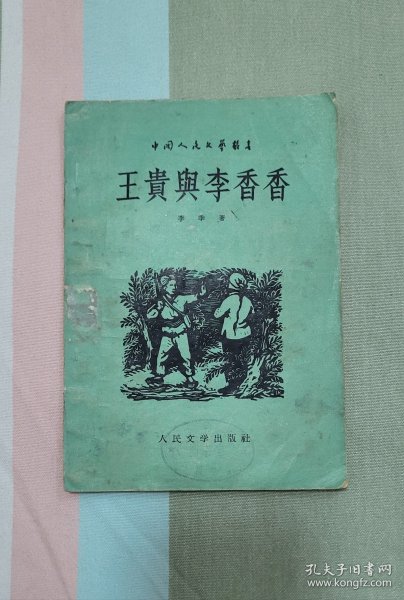 中国人民文艺丛書
王貴與李香香
李季著
人民文学出版社
孔夫子旧书网
www.kongfz.com